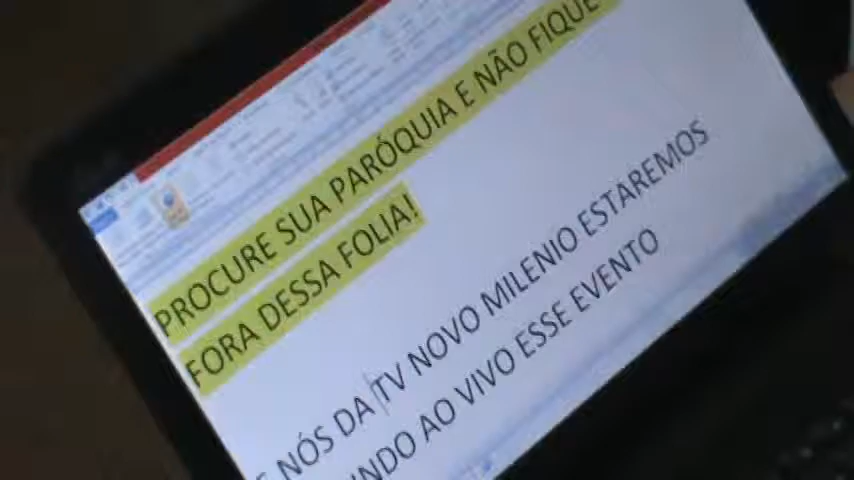 PROCURE SUA PARÓQUIA E NÃO FIQUE
FORA DESSA FOLIA!
E NÓS DA TV NOVO MILENIO ESTAREMOS
AO VIVO ESSE EVENTO